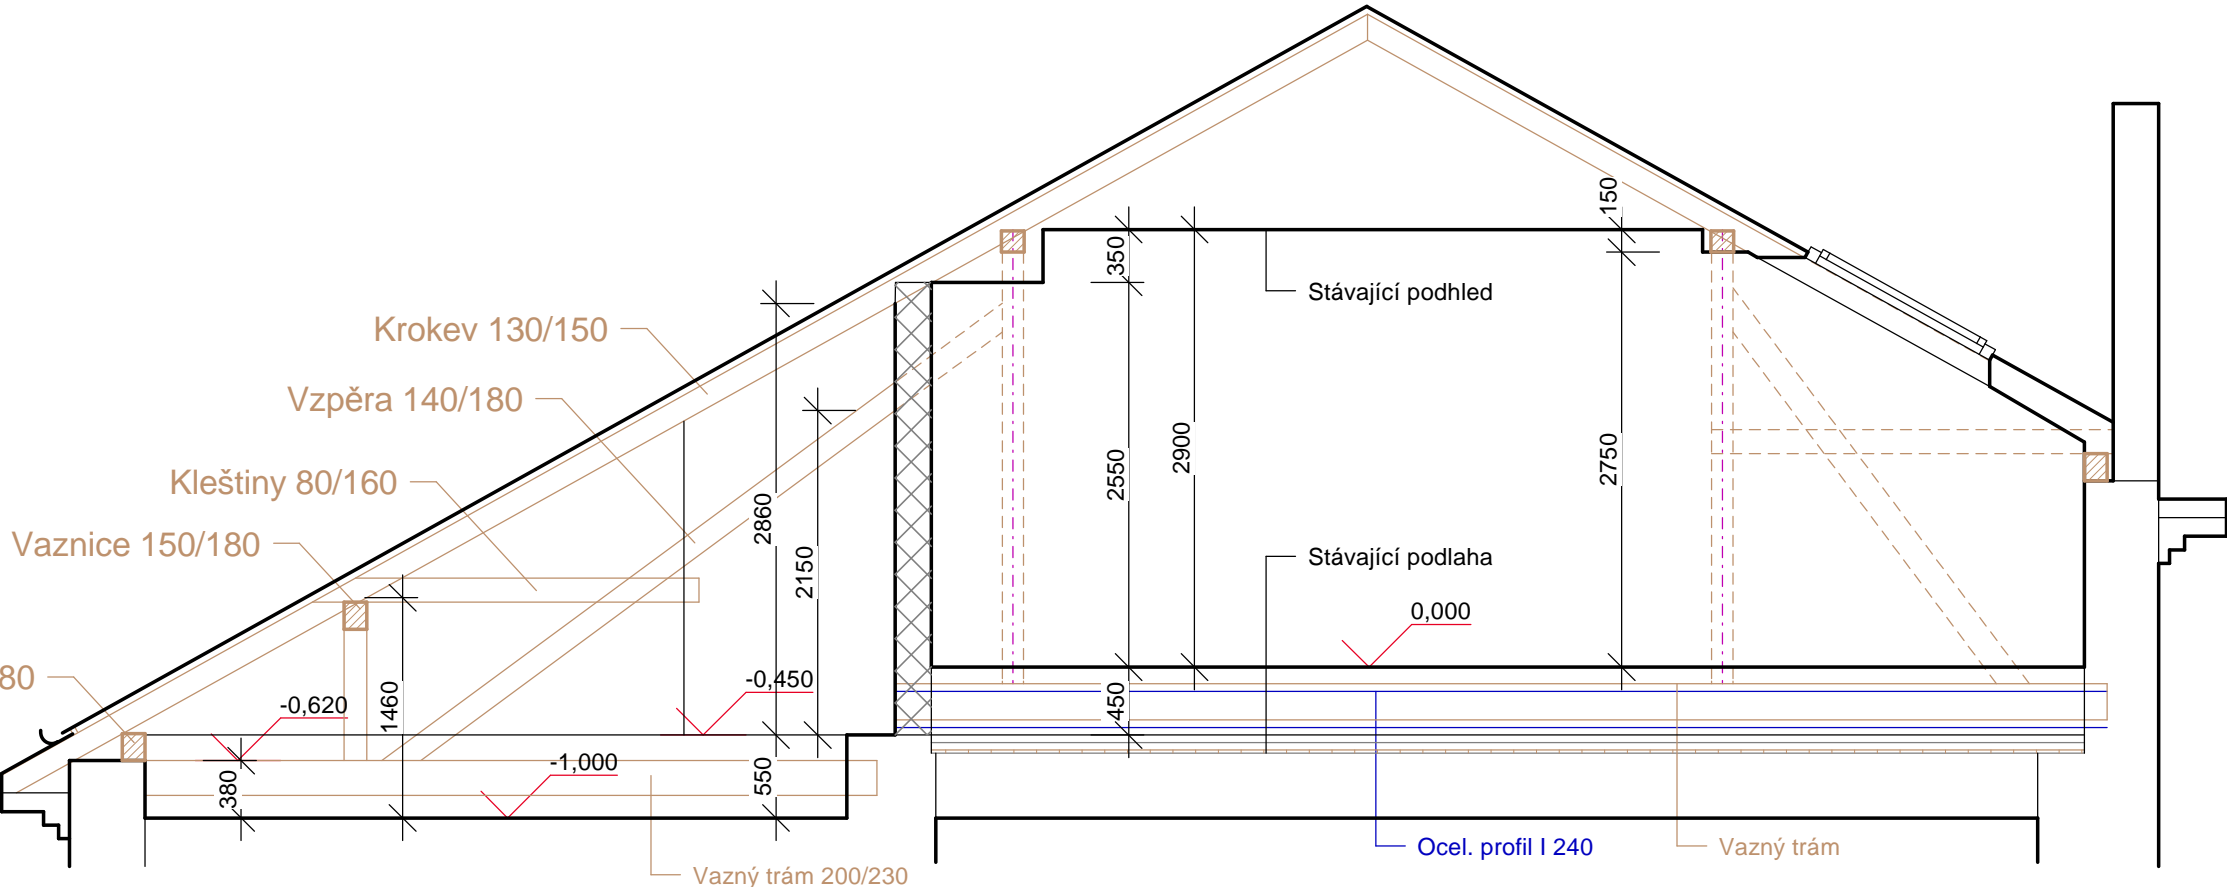 150
350
Stávající podhled
Krokev 130/150
Vzpěra 140/180
2900
2550
2750
Kleštiny 80/160
2860
Vaznice 150/180
2150
Stávající podlaha
0,000
80
-0,620
1460
-0,450
450
-1,000
380
550
Ocel. profil I 240
Vazný trám
Vazný trám 200/230